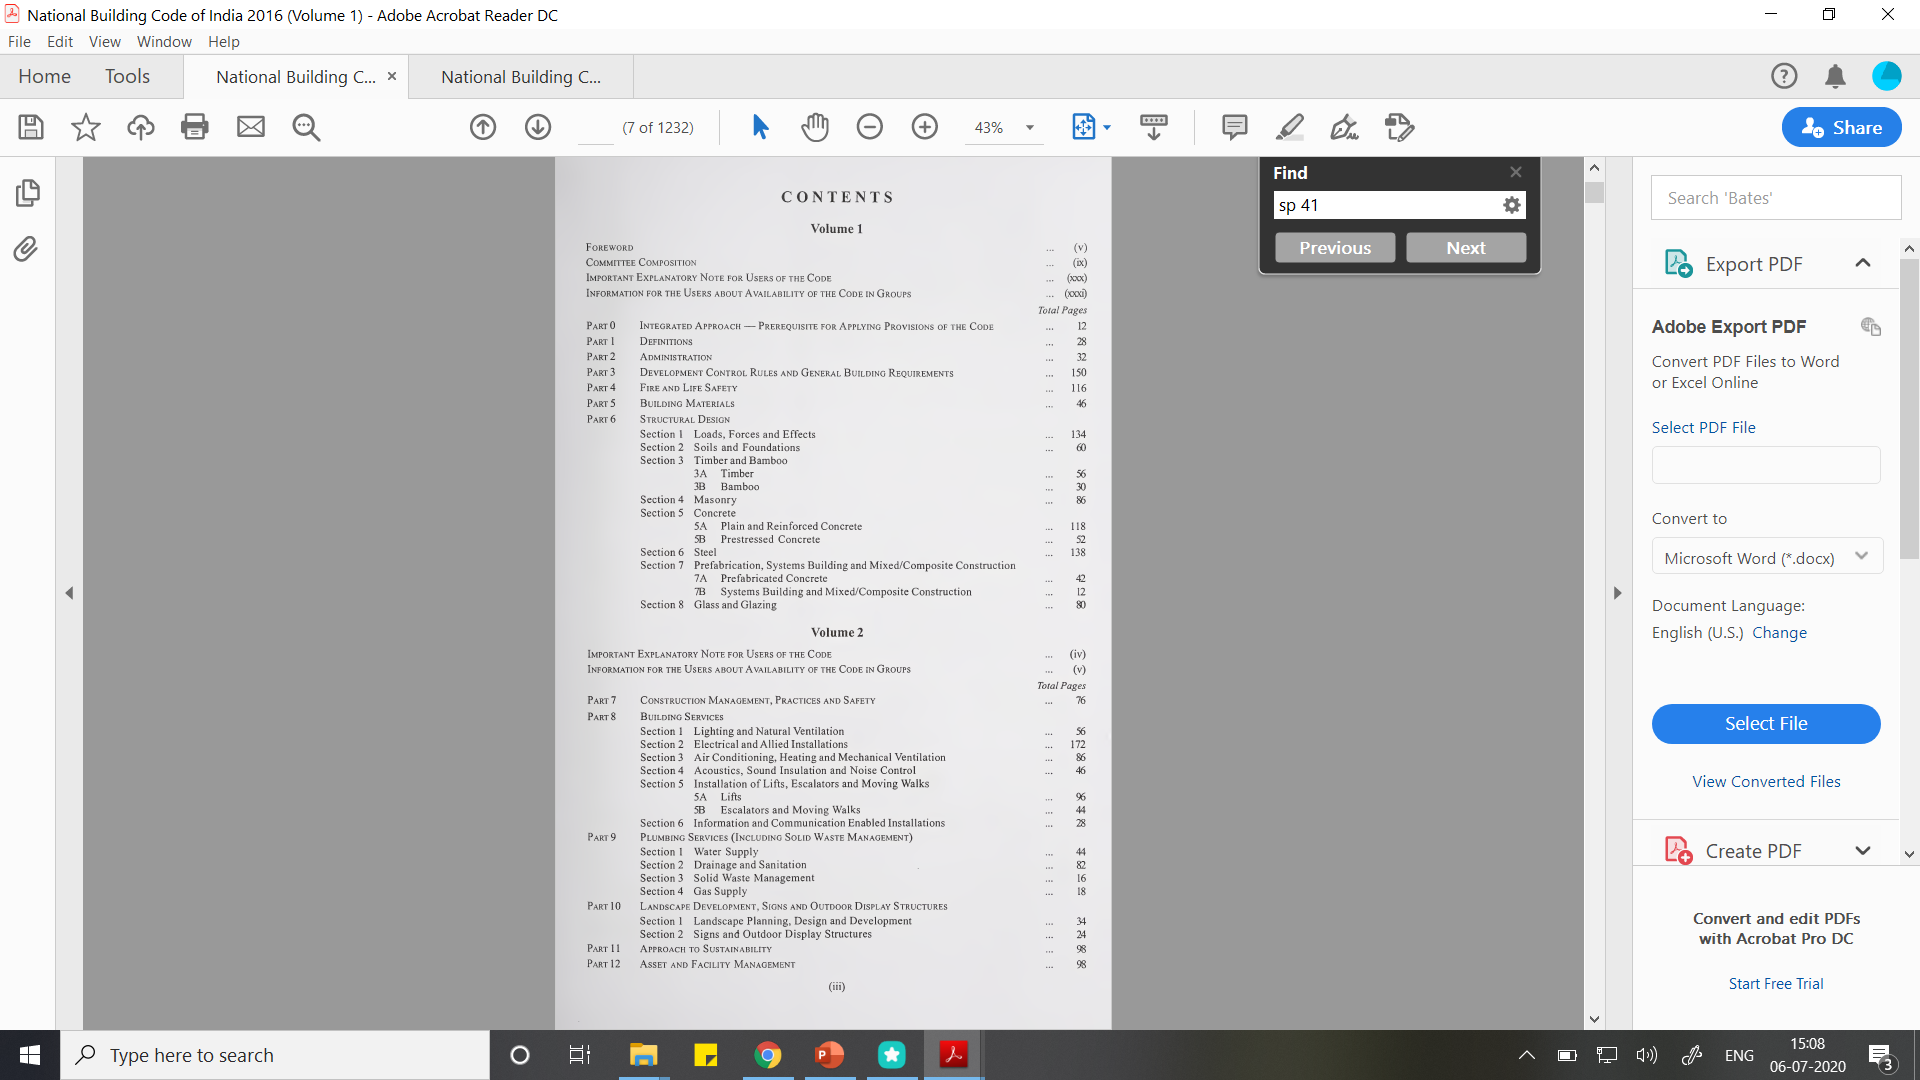 National Building Code of India 2016 (Volume 1) - Adobe Acrobat Reader DC
File Edit View Window Help
Home Tools National Building C... × National Building C...
(7 of 1232) 43% Share
CONTENTS
Volume 1
FOREWORD ... (v)
COMMITTEE COMPOSITION ... (ix)
IMPORTANT EXPLANATORY NOTE FOR USERS OF THE CODE ... (xxx)
INFORMATION FOR THE USERS ABOUT AVAILABILITY OF THE CODE IN GROUPS ... (xxxi)
Total Pages
PART 0 INTEGRATED APPROACH — PREREQUISITE FOR APPLYING PROVISIONS OF THE CODE ... 12
PART 1 DEFINITIONS ... 28
PART 2 ADMINISTRATION ... 32
PART 3 DEVELOPMENT CONTROL RULES AND GENERAL BUILDING REQUIREMENTS ... 150
PART 4 FIRE AND LIFE SAFETY ... 116
PART 5 BUILDING MATERIALS ... 46
PART 6 STRUCTURAL DESIGN
Section 1 Loads, Forces and Effects ... 134
Section 2 Soils and Foundations ... 60
Section 3 Timber and Bamboo
3A Timber ... 56
3B Bamboo ... 30
Section 4 Masonry ... 86
Section 5 Concrete
5A Plain and Reinforced Concrete ... 118
5B Prestressed Concrete ... 52
Section 6 Steel ... 138
Section 7 Prefabrication, Systems Building and Mixed/Composite Construction
7A Prefabricated Concrete ... 42
7B Systems Building and Mixed/Composite Construction ... 12
Section 8 Glass and Glazing ... 80
Volume 2
IMPORTANT EXPLANATORY NOTE FOR USERS OF THE CODE ... (iv)
INFORMATION FOR THE USERS ABOUT AVAILABILITY OF THE CODE IN GROUPS ... (v)
Total Pages
PART 7 CONSTRUCTION MANAGEMENT, PRACTICES AND SAFETY ... 76
PART 8 BUILDING SERVICES
Section 1 Lighting and Natural Ventilation ... 56
Section 2 Electrical and Allied Installations ... 172
Section 3 Air Conditioning, Heating and Mechanical Ventilation ... 86
Section 4 Acoustics, Sound Insulation and Noise Control ... 46
Section 5 Installation of Lifts, Escalators and Moving Walks
5A Lifts ... 96
5B Escalators and Moving Walks ... 44
Section 6 Information and Communication Enabled Installations ... 28
PART 9 PLUMBING SERVICES (INCLUDING SOLID WASTE MANAGEMENT)
Section 1 Water Supply ... 44
Section 2 Drainage and Sanitation ... 82
Section 3 Solid Waste Management ... 16
Section 4 Gas Supply ... 18
PART 10 LANDSCAPE DEVELOPMENT, SIGNS AND OUTDOOR DISPLAY STRUCTURES
Section 1 Landscape Planning, Design and Development ... 34
Section 2 Signs and Outdoor Display Structures ... 24
PART 11 APPROACH TO SUSTAINABILITY ... 98
PART 12 ASSET AND FACILITY MANAGEMENT ... 98
(iii)
Find
sp 41
Previous Next
Search 'Bates'
Export PDF
Adobe Export PDF
Convert PDF Files to Word
or Excel Online
Select PDF File
Convert to
Microsoft Word (*.docx)
Document Language:
English (U.S.) Change
Select File
View Converted Files
Create PDF
Convert and edit PDFs
with Acrobat Pro DC
Start Free Trial
Type here to search
ENG
15:08
06-07-2020
3